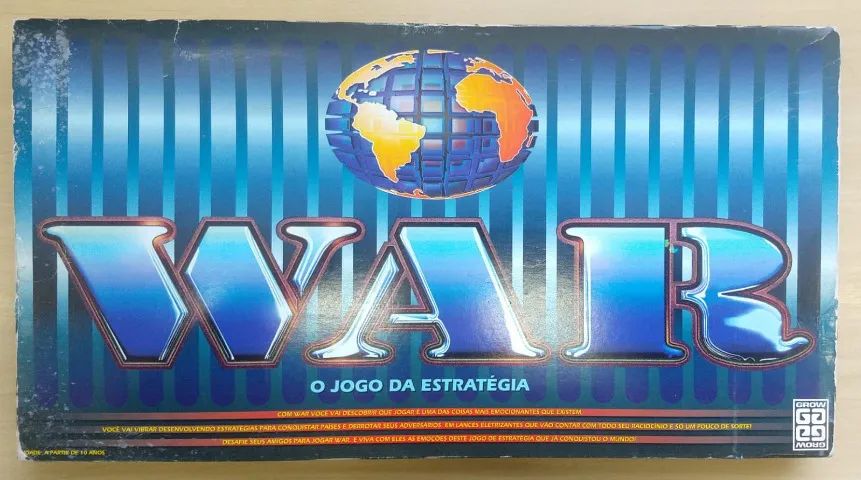 WAR
O JOGO DA ESTRATÉGIA
COM WAR VOCÊ VAI DESCOBRIR QUE JOGAR É UMA DAS COISAS MAIS EMOCIONANTES QUE EXISTEM.
VOCÊ VAI VIBRAR DESENVOLVENDO ESTRATÉGIAS PARA CONQUISTAR PAÍSES E DERROTAR SEUS ADVERSÁRIOS. EM LANCES ELETRIZANTES QUE VÃO CONTAR COM TODO SEU RACIOCÍNIO E SÓ UM POUCO DE SORTE!
DESAFIE SEUS AMIGOS PARA JOGAR WAR. E VIVA COM ELES AS EMOÇÕES DESTE JOGO DE ESTRATÉGIA QUE JÁ CONQUISTOU O MUNDO!
IDADE: A PARTIR DE 10 ANOS
GROW
GROW